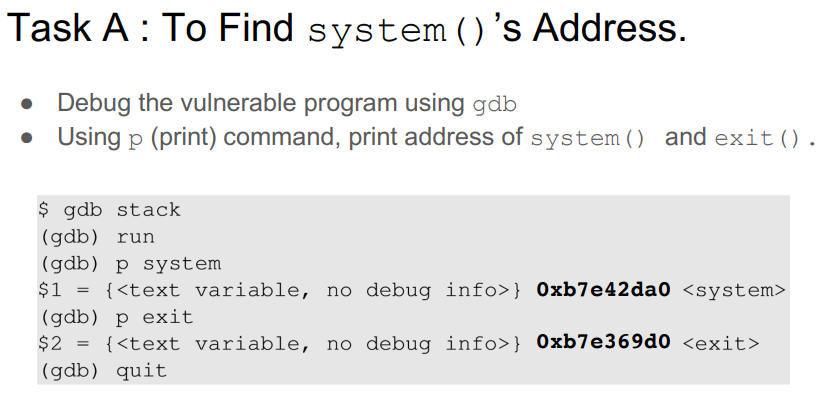 Task A : To Find system()’s Address.
● Debug the vulnerable program using gdb
● Using p (print) command, print address of system() and exit().
$ gdb stack
(gdb) run
(gdb) p system
$1 = {<text variable, no debug info>} 0xb7e42da0 <system>
(gdb) p exit
$2 = {<text variable, no debug info>} 0xb7e369d0 <exit>
(gdb) quit